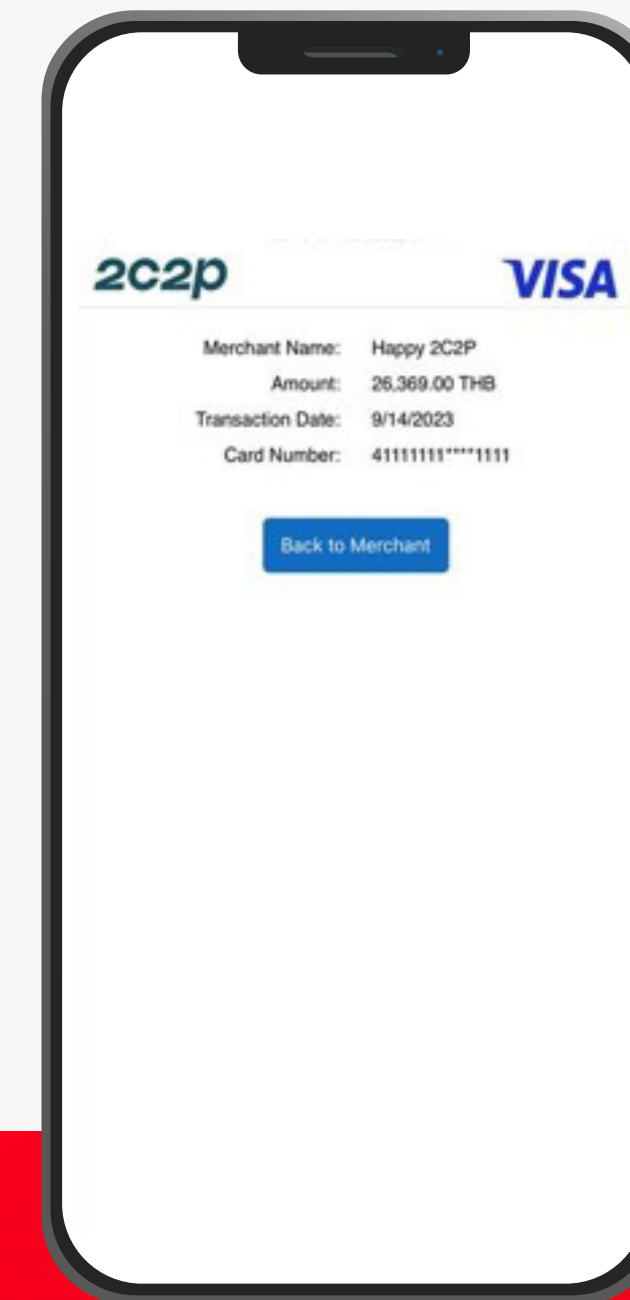 2c2p
VISA
Merchant Name: Happy 2C2P
Amount: 26,369.00 THB
Transaction Date: 9/14/2023
Card Number: 41111111****1111
Back to Merchant